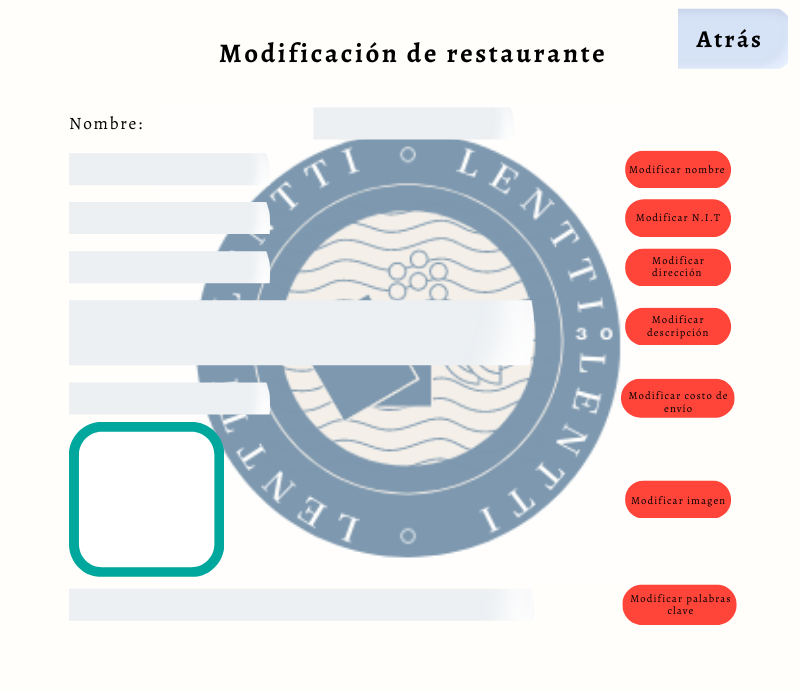 Atrás
Modificación de restaurante
Nombre:
Modificar nombre
Modificar N.I.T
Modificar
dirección
Modificar
descripción
Modificar costo de
envío
Modificar imagen
Modificar palabras
clave
LENTTI
30
LENTTI
LENTTI